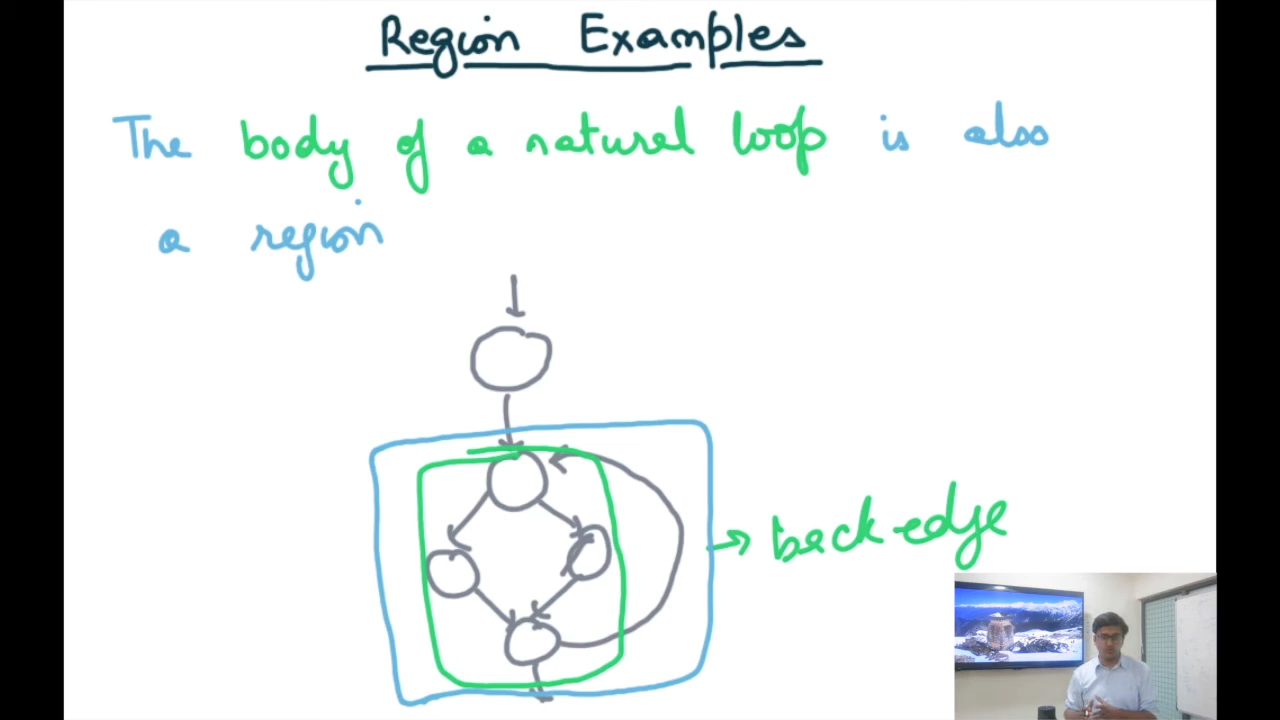 Region Examples
The body of a natural loop is also
a region
back-edge